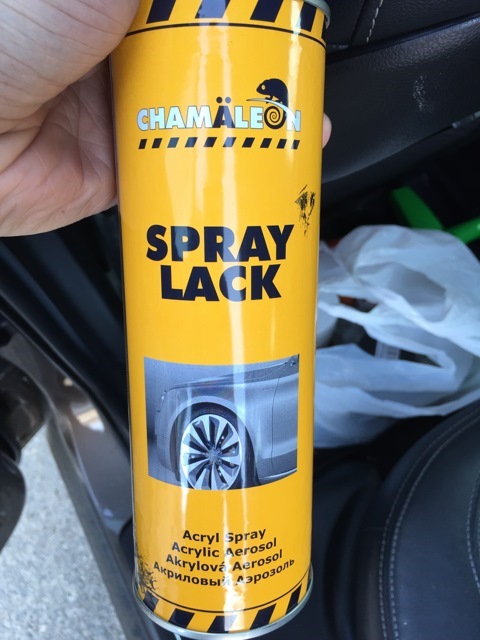 CHAMÄLEON
SPRAY
LACK
Acryl Spray
Acrylic Aerosol
Akrylová Aerosol
Акриловый Аэрозоль